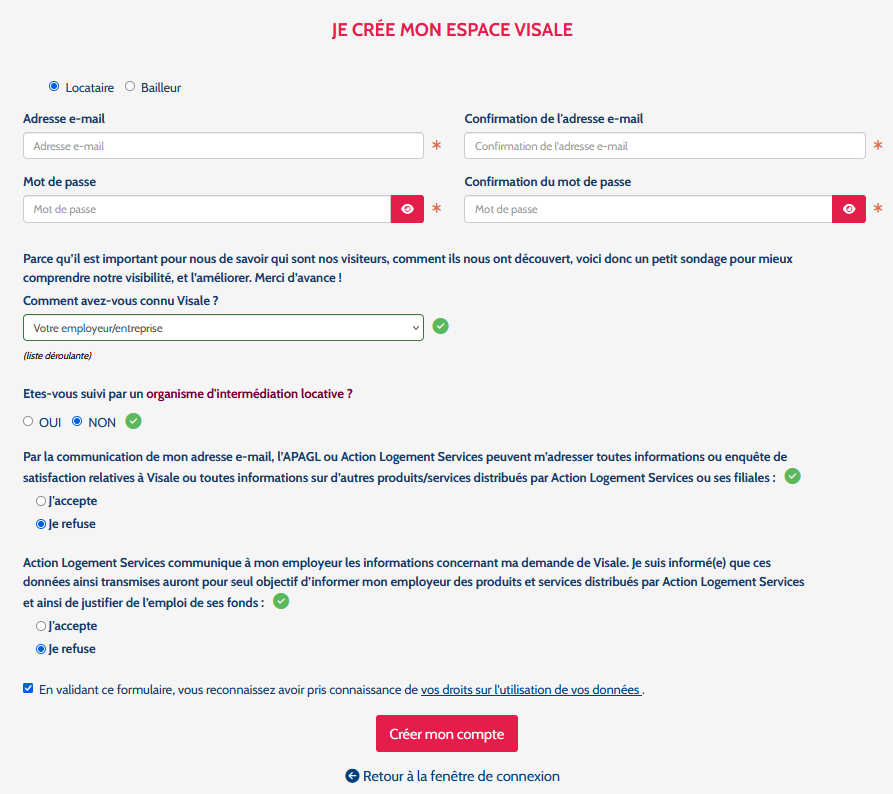 JE CRÉE MON ESPACE VISALE
Locataire Bailleur
Adresse e-mail
Adresse e-mail *
Confirmation de l'adresse e-mail
Confirmation de l'adresse e-mail *
Mot de passe
Mot de passe *
Confirmation du mot de passe
Mot de passe *
Parce qu'il est important pour nous de savoir qui sont nos visiteurs, comment ils nous ont découvert, voici donc un petit sondage pour mieux
comprendre notre visibilité, et l'améliorer. Merci d'avance !
Comment avez-vous connu Visale ?
Votre employeur/entreprise
(liste déroulante)
Etes-vous suivi par un organisme d'intermédiation locative ?
OUI NON
Par la communication de mon adresse e-mail, l'APAGL ou Action Logement Services peuvent m'adresser toutes informations ou enquête de
satisfaction relatives à Visale ou toutes informations sur d'autres produits/services distribués par Action Logement Services ou ses filiales :
J'accepte
Je refuse
Action Logement Services communique à mon employeur les informations concernant ma demande de Visale. Je suis informé(e) que ces
données ainsi transmises auront pour seul objectif d'informer mon employeur des produits et services distribués par Action Logement Services
et ainsi de justifier de l'emploi de ses fonds :
J'accepte
Je refuse
En validant ce formulaire, vous reconnaissez avoir pris connaissance de vos droits sur l'utilisation de vos données .
Créer mon compte
Retour à la fenêtre de connexion